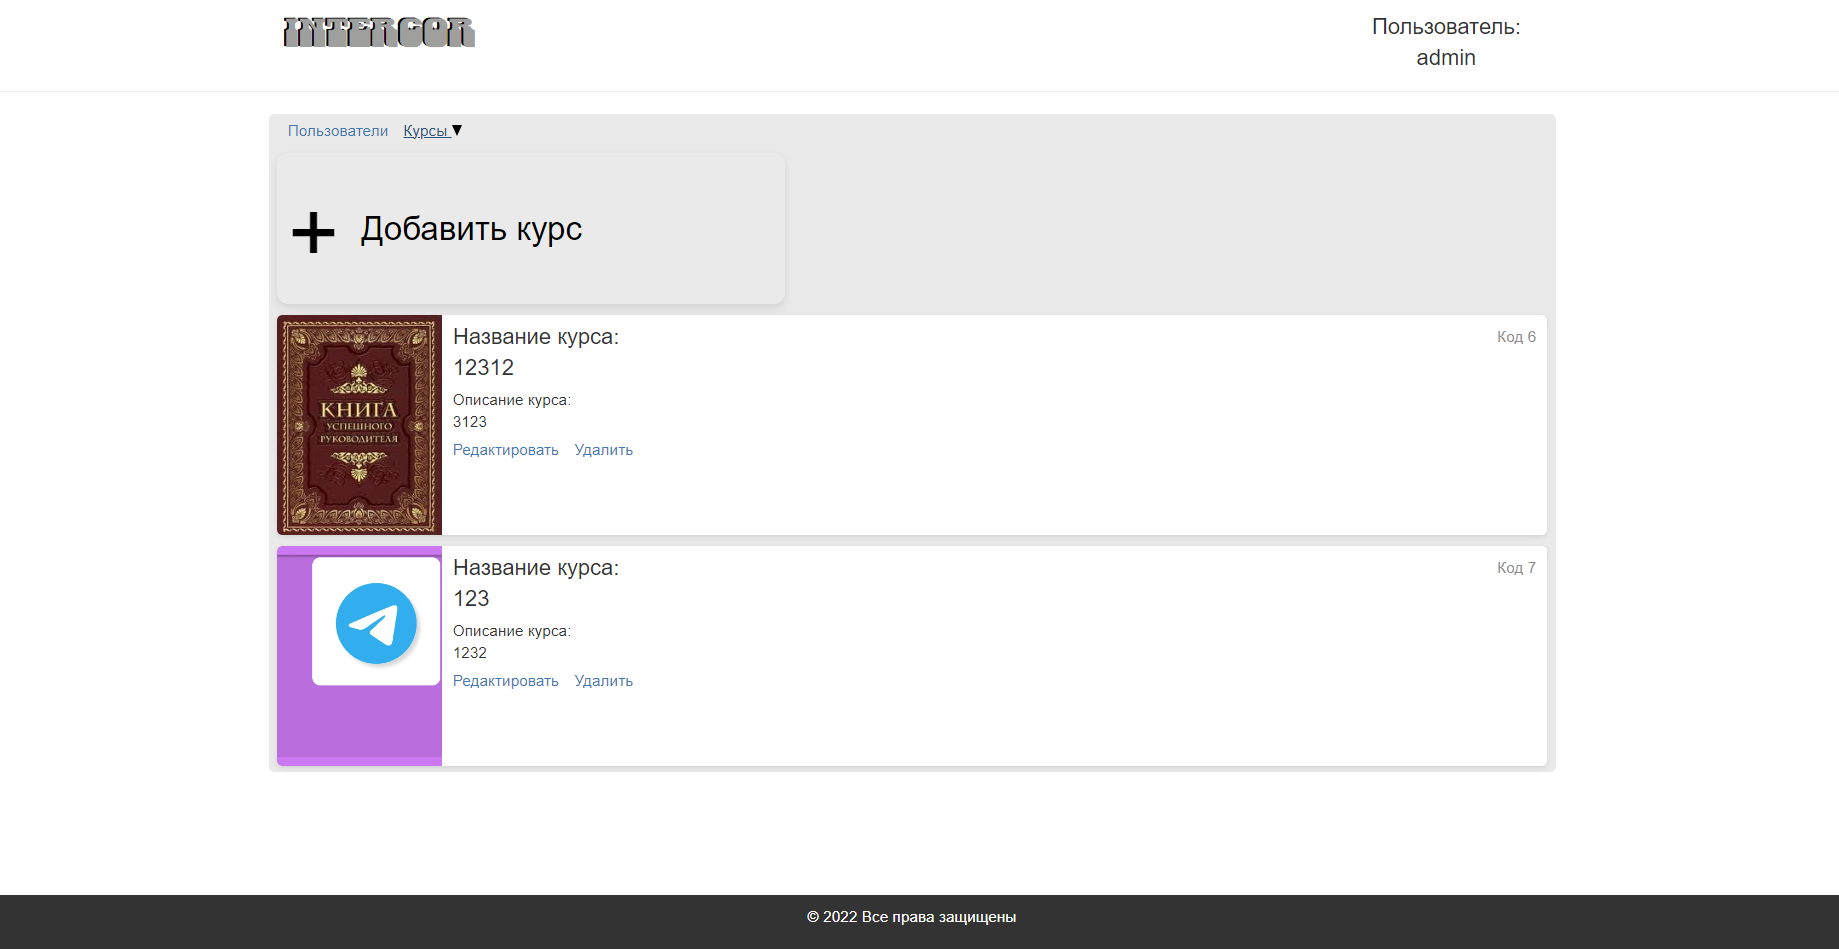 INTERCOR
Пользователь:
admin
Пользователи Курсы ▼
+ Добавить курс
Название курса:
Код 6
12312
Описание курса:
3123
Редактировать Удалить
КНИГА
УСПЕШНОГО
РУКОВОДИТЕЛЯ
Название курса:
Код 7
123
Описание курса:
1232
Редактировать Удалить
© 2022 Все права защищены